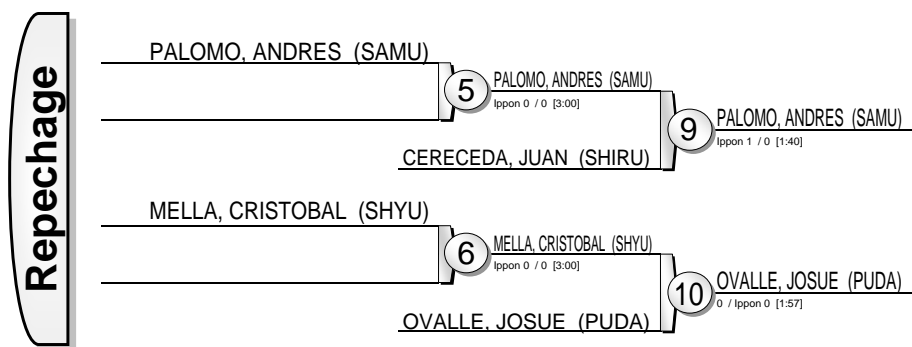 Repechage
PALOMO, ANDRES (SAMU)
5
PALOMO, ANDRES (SAMU)
Ippon 0 / 0 [3:00]
CERECEDA, JUAN (SHIRU)
9
PALOMO, ANDRES (SAMU)
Ippon 1 / 0 [1:40]
MELLA, CRISTOBAL (SHYU)
6
MELLA, CRISTOBAL (SHYU)
Ippon 0 / 0 [3:00]
OVALLE, JOSUE (PUDA)
10
OVALLE, JOSUE (PUDA)
0 / Ippon 0 [1:57]